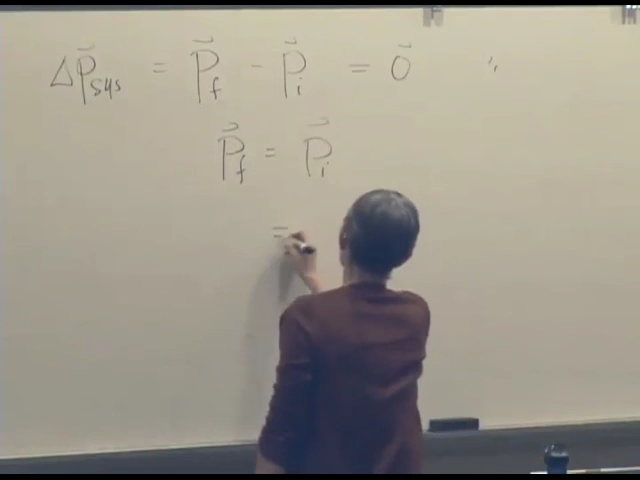 Δp⃗sys = p⃗f - p⃗i = 0⃗
p⃗f = p⃗i
=